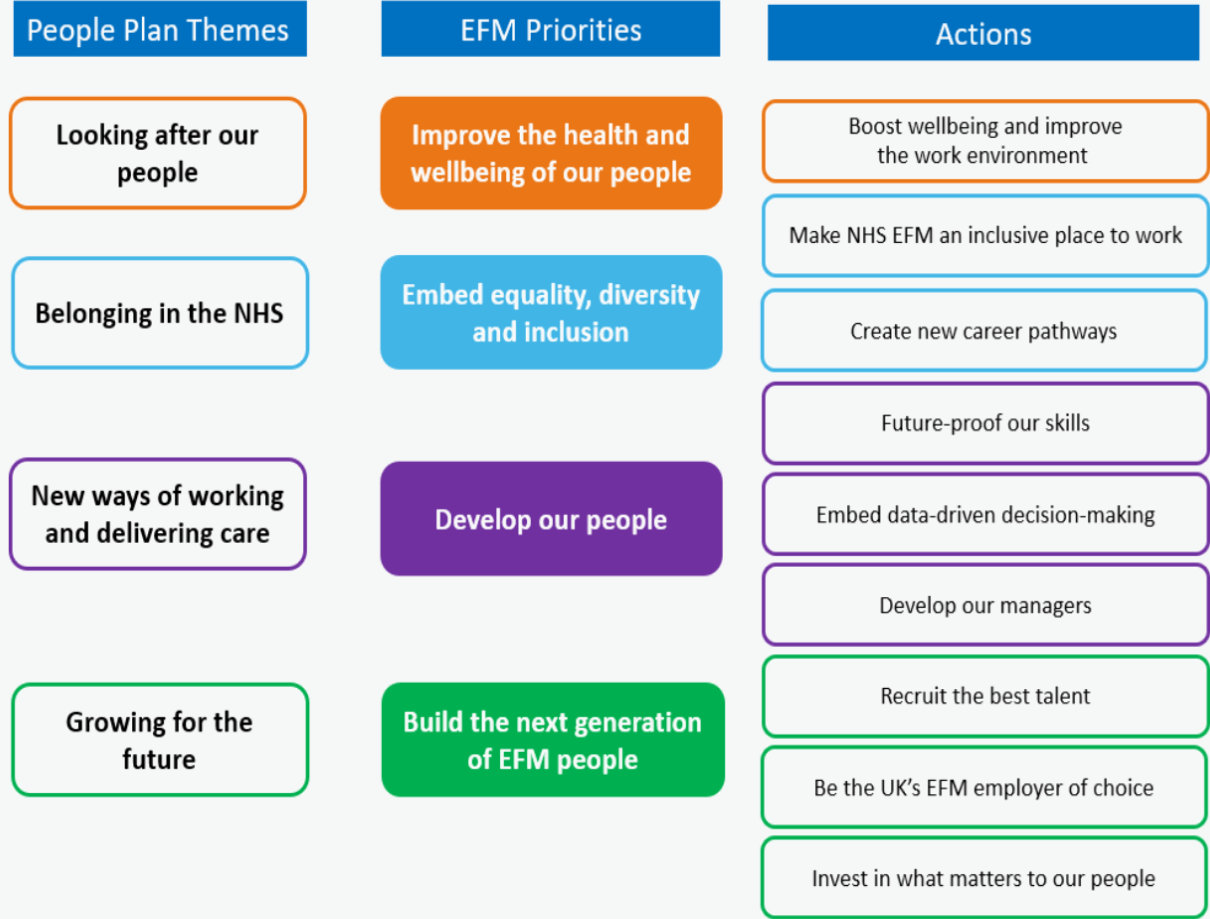 People Plan Themes
EFM Priorities
Actions
Looking after our
people
Improve the health and
wellbeing of our people
Boost wellbeing and improve
the work environment
Make NHS EFM an inclusive place to work
Belonging in the NHS
Embed equality, diversity
and inclusion
Create new career pathways
Future-proof our skills
New ways of working
and delivering care
Develop our people
Embed data-driven decision-making
Develop our managers
Growing for the
future
Build the next generation
of EFM people
Recruit the best talent
Be the UK’s EFM employer of choice
Invest in what matters to our people